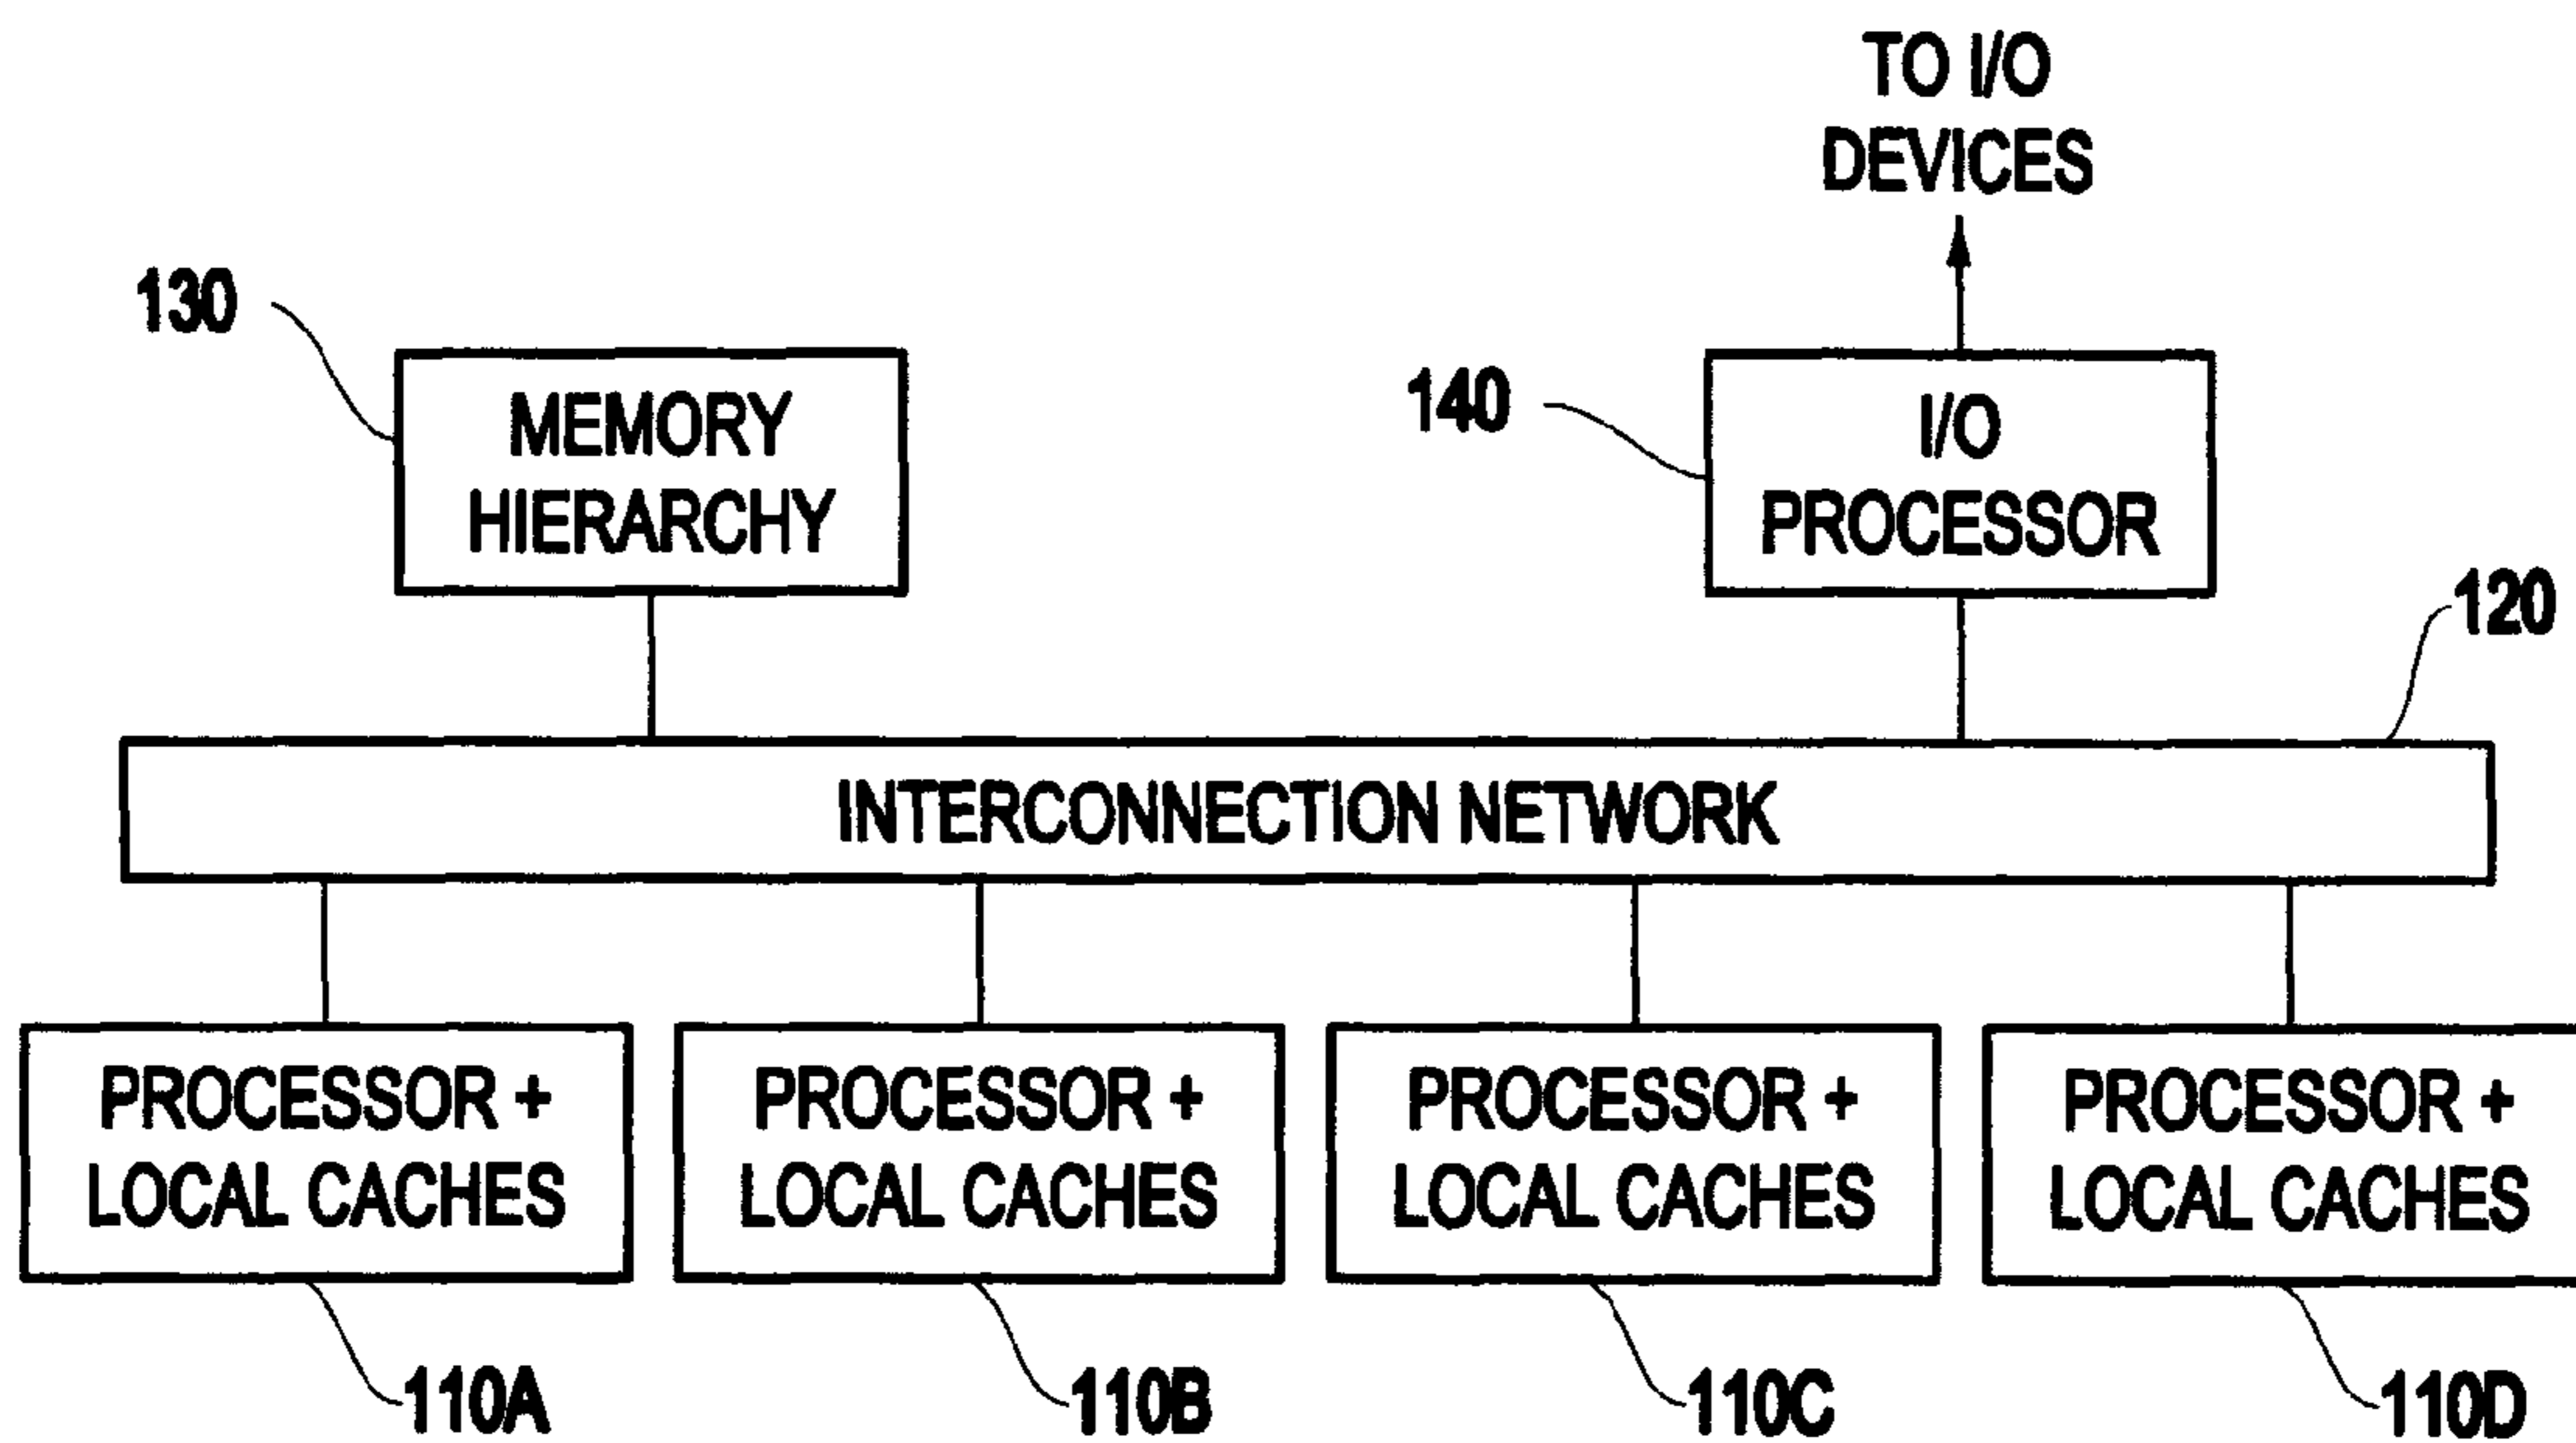 TO I/O
DEVICES
130
MEMORY
HIERARCHY
140
I/O
PROCESSOR
120
INTERCONNECTION NETWORK
PROCESSOR +
LOCAL CACHES
PROCESSOR +
LOCAL CACHES
PROCESSOR +
LOCAL CACHES
PROCESSOR +
LOCAL CACHES
110A
110B
110C
110D